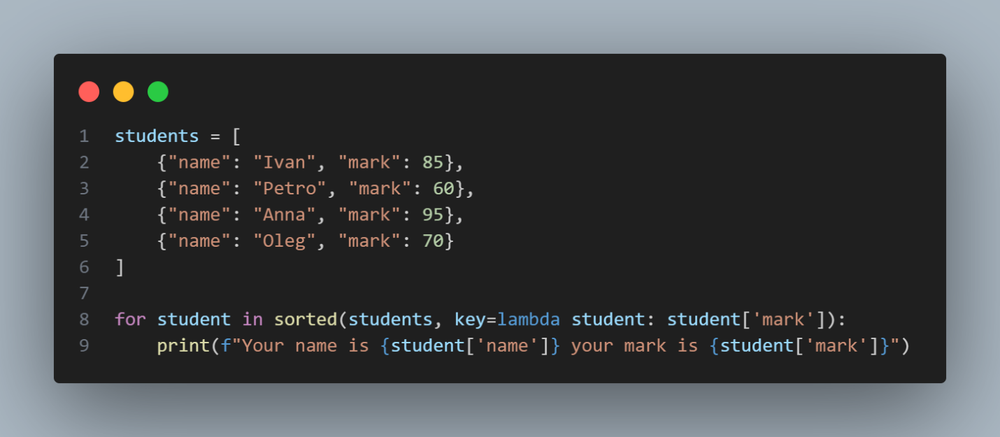 1 students = [
2     {"name": "Ivan", "mark": 85},
3     {"name": "Petro", "mark": 60},
4     {"name": "Anna", "mark": 95},
5     {"name": "Oleg", "mark": 70}
6 ]
7
8 for student in sorted(students, key=lambda student: student['mark']):
9     print(f"Your name is {student['name']} your mark is {student['mark']}")